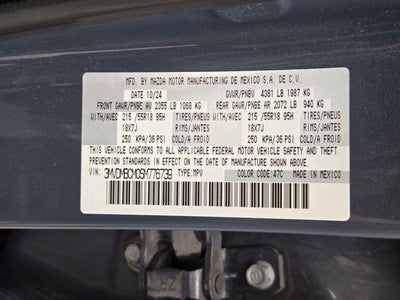 MFD. BY MAZDA MOTOR MANUFACTURING DE MEXICO S.A. DE C.V.
DATE 10/24 GVWR/PNBV 4381 LB 1987 KG
FRONT GAWR/PNBE AV 2355 LB 1068 KG REAR GAWR/PNBE AR 2072 LB 940 KG
WITH/AVEC 215 /55R18 95H TIRES/PNEUS WITH/AVEC 215 /55R18 95H TIRES/PNEUS
18X7J RIMS/JANTES 18X7J RIMS/JANTES
250 KPA/36 PSI COLD/A FROID 250 KPA/36 PSI COLD/A FROID
THIS VEHICLE CONFORMS TO ALL APPLICABLE FEDERAL MOTOR VEHICLE SAFETY, BUMPER, AND THEFT
PREVENTION STANDARDS IN EFFECT ON THE DATE OF MANUFACTURE SHOWN ABOVE.
VIN: TYPE:MPV COLOR CODE:47C MADE IN MEXICO